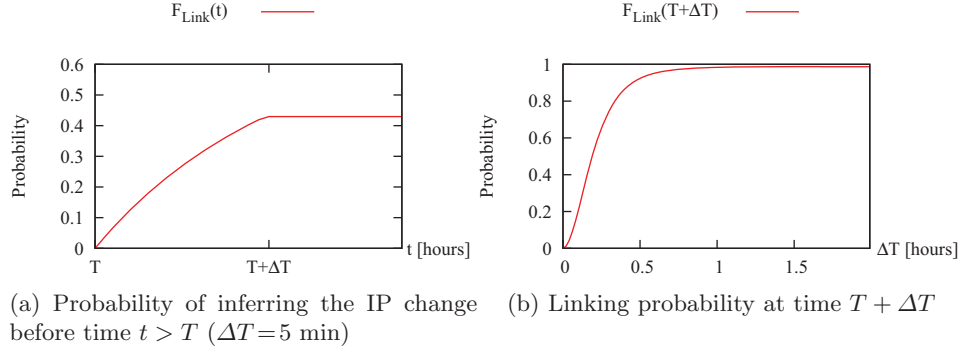 F_Link(t)
0.6
0.5
0.4
0.3
0.2
0.1
0
Probability
T
T+ΔT
t [hours]
(a) Probability of inferring the IP change
before time t > T (ΔT = 5 min)
F_Link(T+ΔT)
1
0.8
0.6
0.4
0.2
0
Probability
0
0.5
1
1.5
ΔT [hours]
(b) Linking probability at time T + ΔT